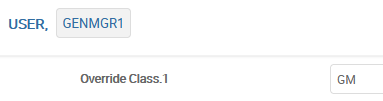 USER, GENMGR1
Override Class.1 GM